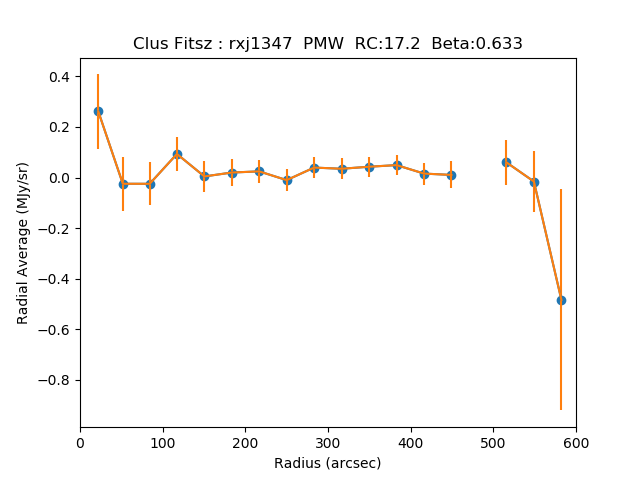 Clus Fitsz : rxj1347  PMW  RC:17.2  Beta:0.633
0.4
0.2
0.0
−0.2
−0.4
−0.6
−0.8
Radial Average (MJy/sr)
0 100 200 300 400 500 600
Radius (arcsec)